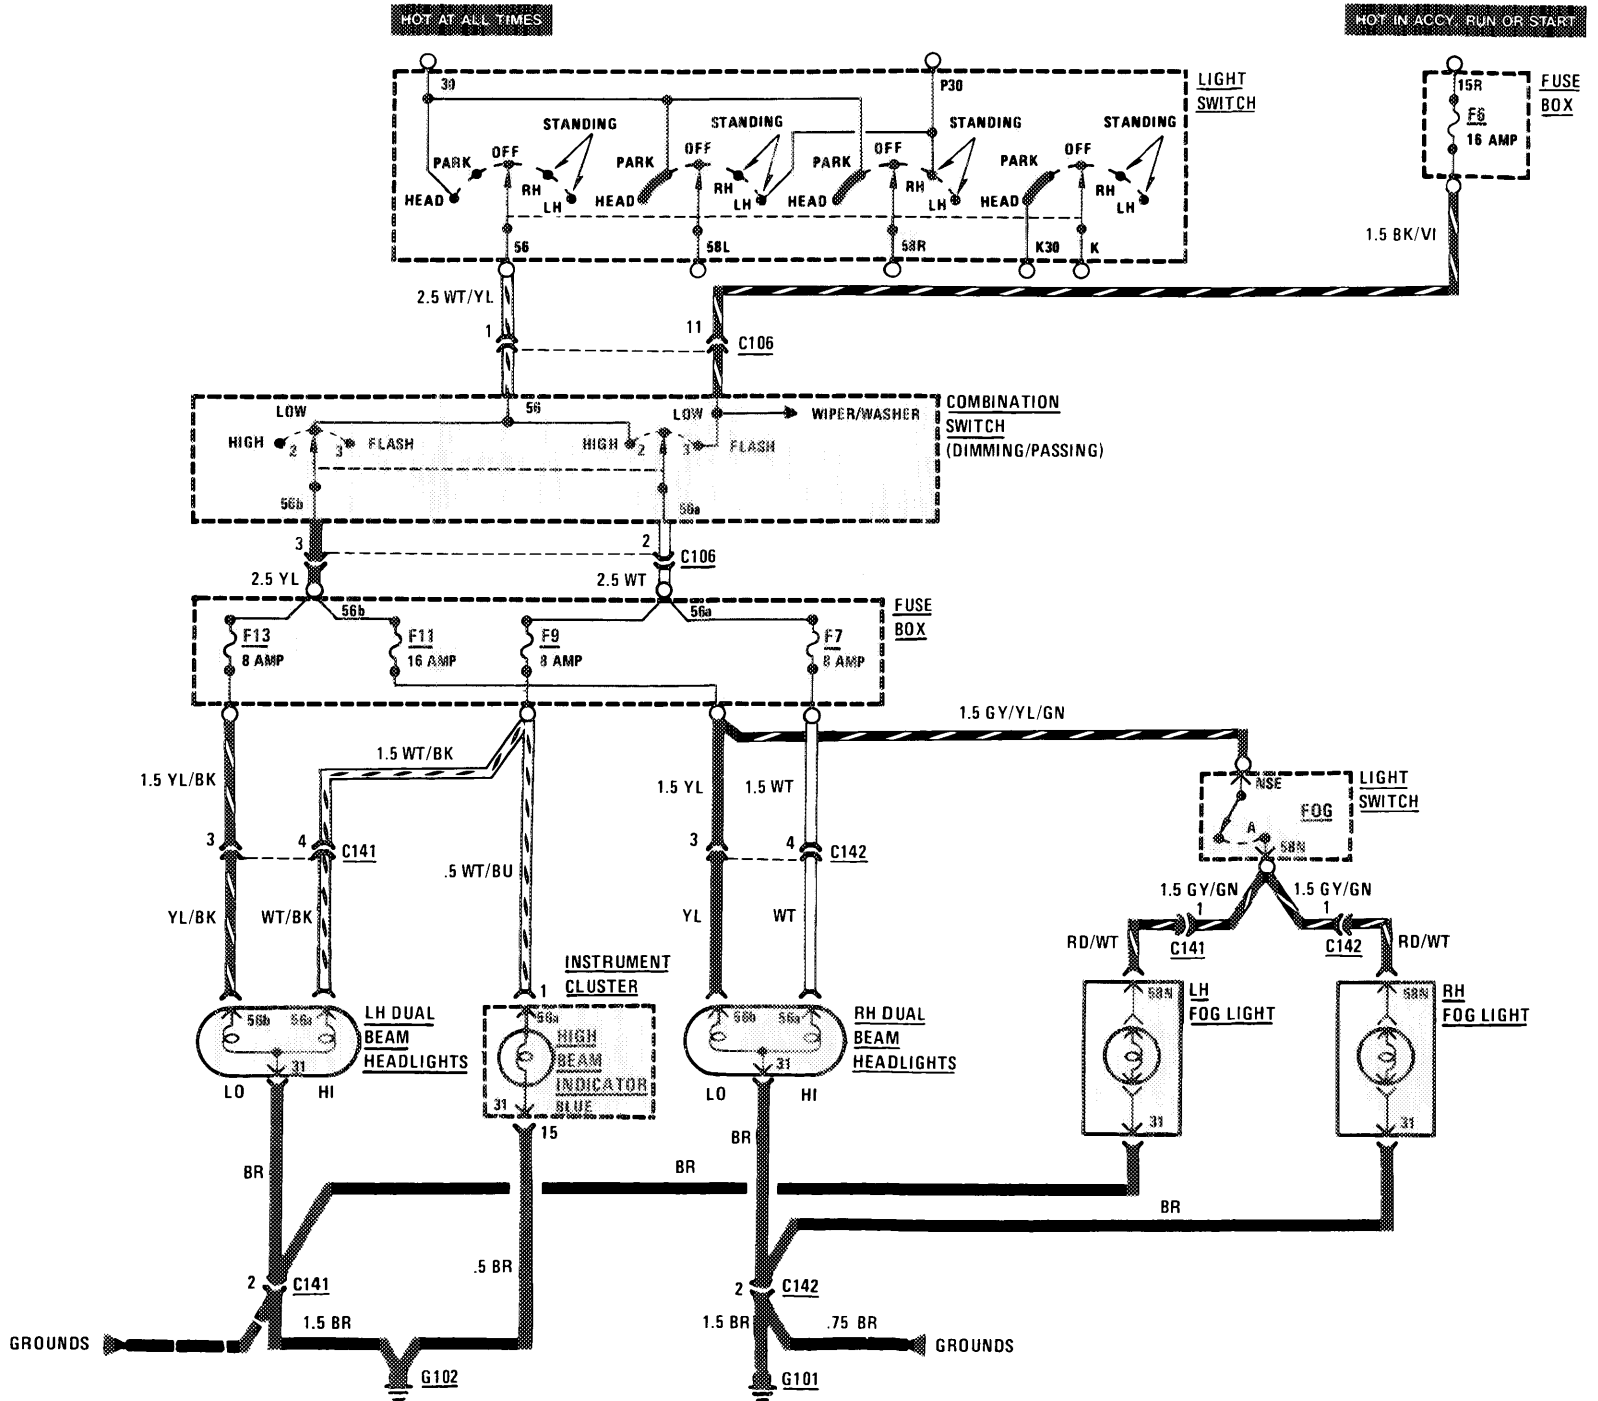 HOT AT ALL TIMES
HOT IN ACCY RUN OR START
30
P30
LIGHT
SWITCH
15R
F6
16 AMP
FUSE
BOX
STANDING
STANDING
STANDING
STANDING
OFF
OFF
OFF
OFF
PARK
PARK
PARK
PARK
HEAD
HEAD
HEAD
HEAD
RH
RH
RH
RH
LH
LH
LH
LH
56
58L
58R
K30
K
1.5 BK/VI
2.5 WT/YL
1
11
C106
56
LOW
LOW
WIPER/WASHER
COMBINATION
SWITCH
(DIMMING/PASSING)
HIGH
2
3
FLASH
HIGH
2
3
FLASH
56b
56a
3
2
C106
2.5 YL
2.5 WT
56b
56a
FUSE
BOX
F13
8 AMP
F11
16 AMP
F9
8 AMP
F7
8 AMP
1.5 GY/YL/GN
1.5 WT/BK
1.5 YL/BK
1.5 YL
1.5 WT
NSE
FOG
A
58N
LIGHT
SWITCH
3
4
C141
3
4
C142
.5 WT/BU
1.5 GY/GN
1.5 GY/GN
1
1
YL/BK
WT/BK
YL
WT
RD/WT
C141
C142
RD/WT
INSTRUMENT
CLUSTER
1
56b
56a
LH DUAL
BEAM
HEADLIGHTS
31
LO
HI
56a
HIGH
BEAM
INDICATOR
BLUE
31
15
56b
56a
RH DUAL
BEAM
HEADLIGHTS
31
LO
HI
58N
LH
FOG LIGHT
31
58N
RH
FOG LIGHT
31
BR
BR
BR
BR
.5 BR
2
C141
2
C142
GROUNDS
1.5 BR
1.5 BR
.75 BR
GROUNDS
G102
G101